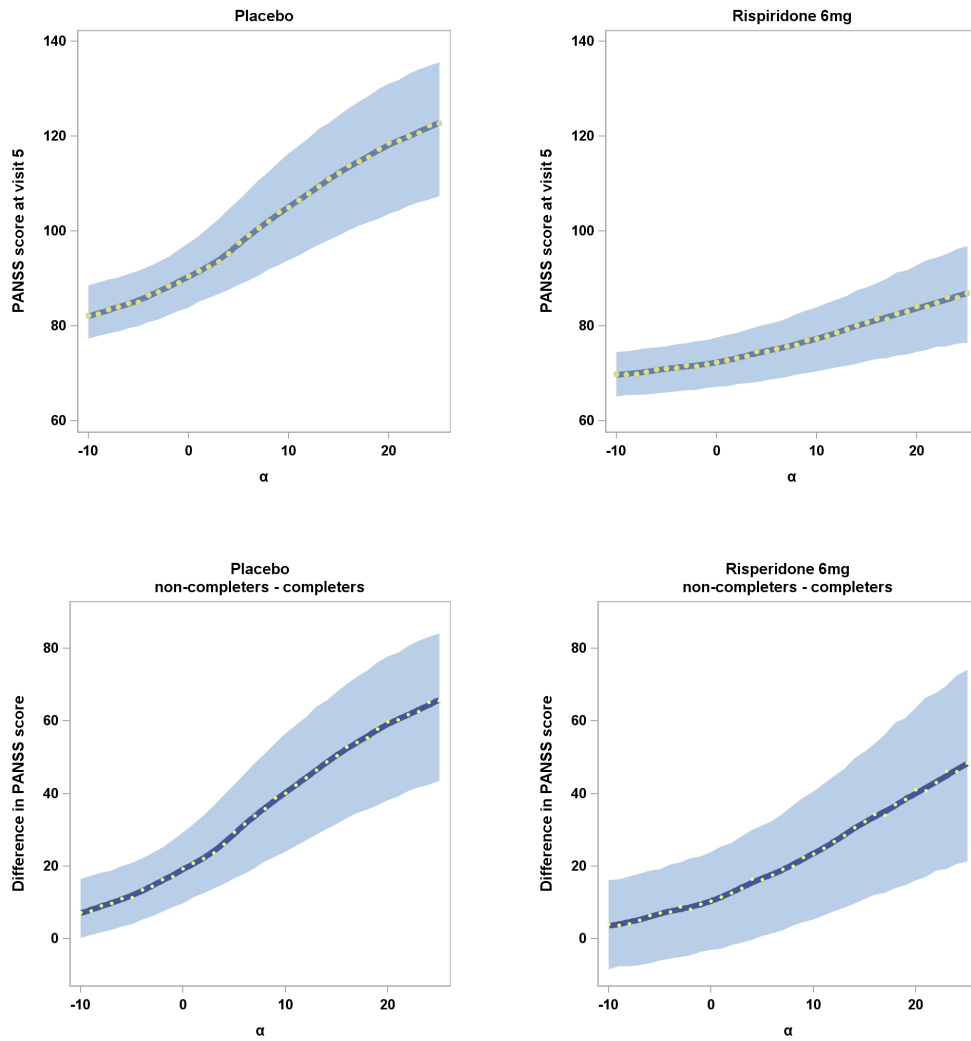 Placebo
140
120
100
80
60
PANSS score at visit 5
-10 0 10 20
α
Rispiridone 6mg
140
120
100
80
60
PANSS score at visit 5
-10 0 10 20
α
Placebo
non-completers - completers
80
60
40
20
0
Difference in PANSS score
-10 0 10 20
α
Risperidone 6mg
non-completers - completers
80
60
40
20
0
Difference in PANSS score
-10 0 10 20
α